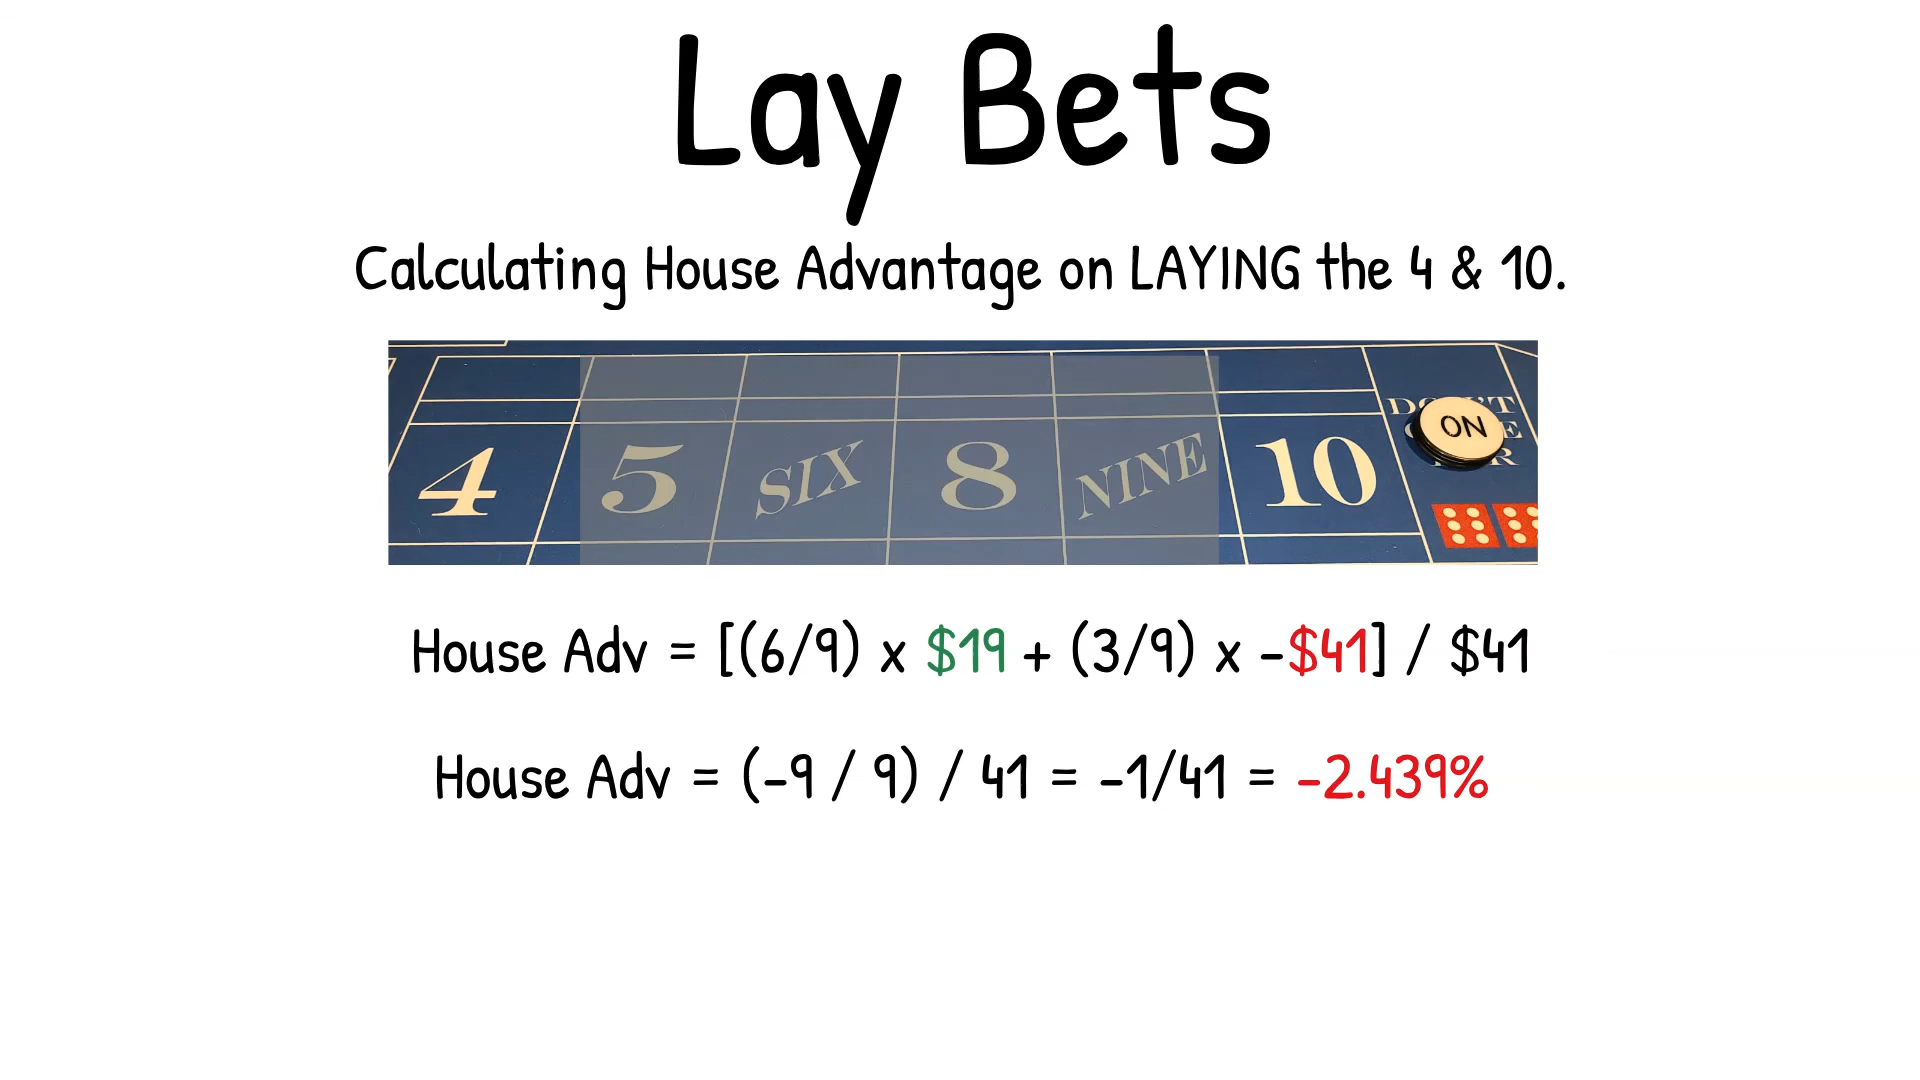 Lay Bets
Calculating House Advantage on LAYING the 4 & 10.
4 5 SIX 8 NINE 10
ON
House Adv = [(6/9) x $19 + (3/9) x -$41] / $41
House Adv = (-9 / 9) / 41 = -1/41 = -2.439%